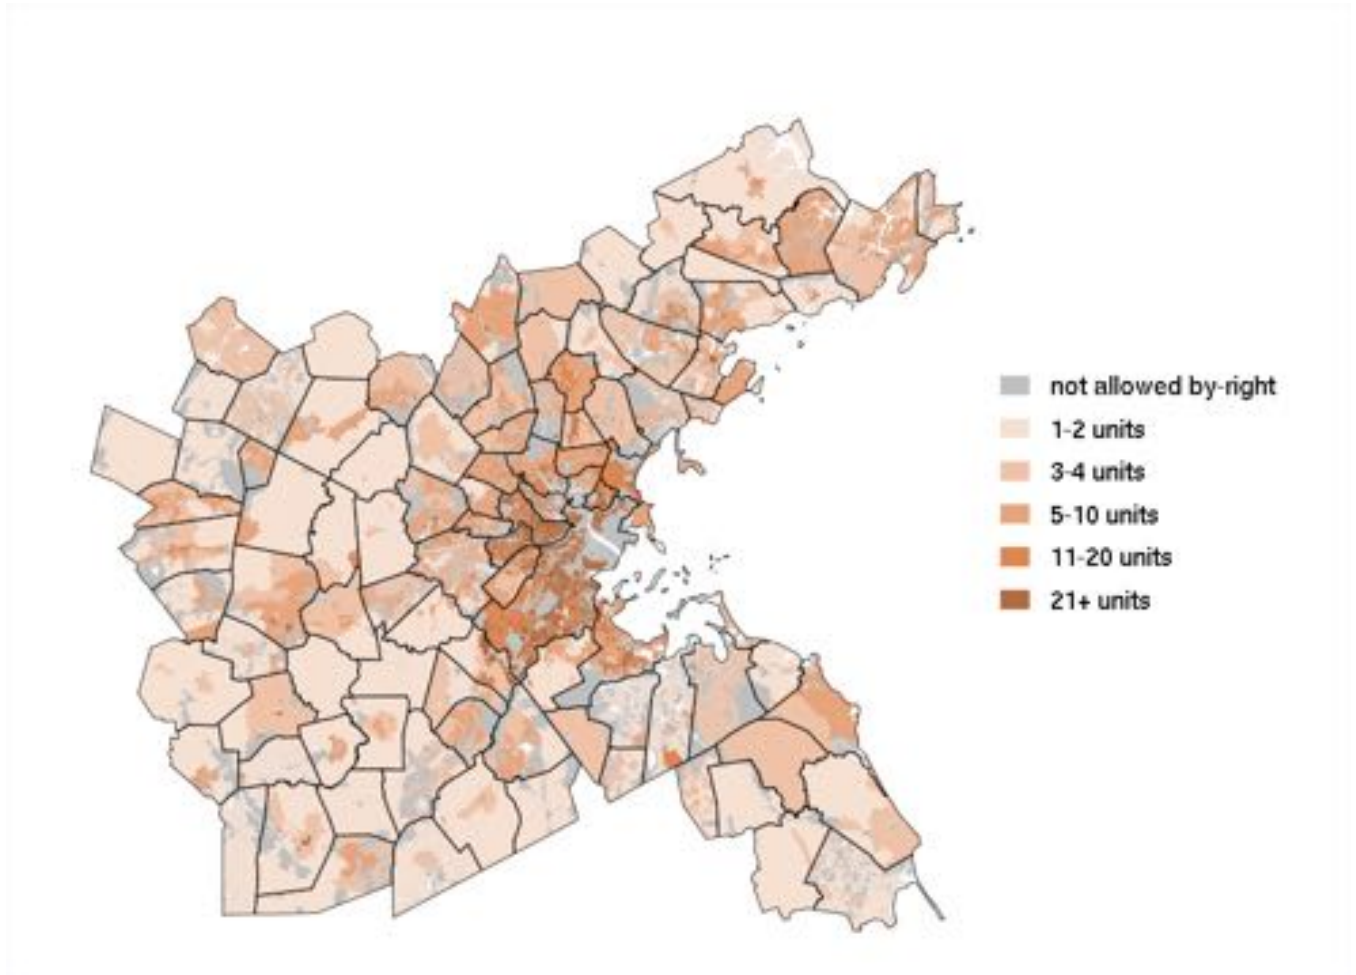 not allowed by-right
1-2 units
3-4 units
5-10 units
11-20 units
21+ units